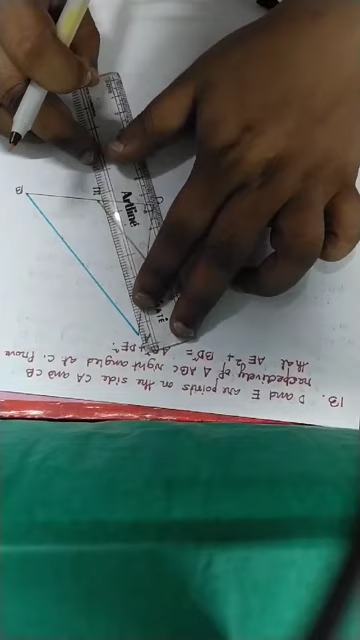 13. D and E are points on the side CA and CB
respectively of Δ ABC right angled at C. Prove
that AE² + BD² = AB² + DE².
B
E
Artline